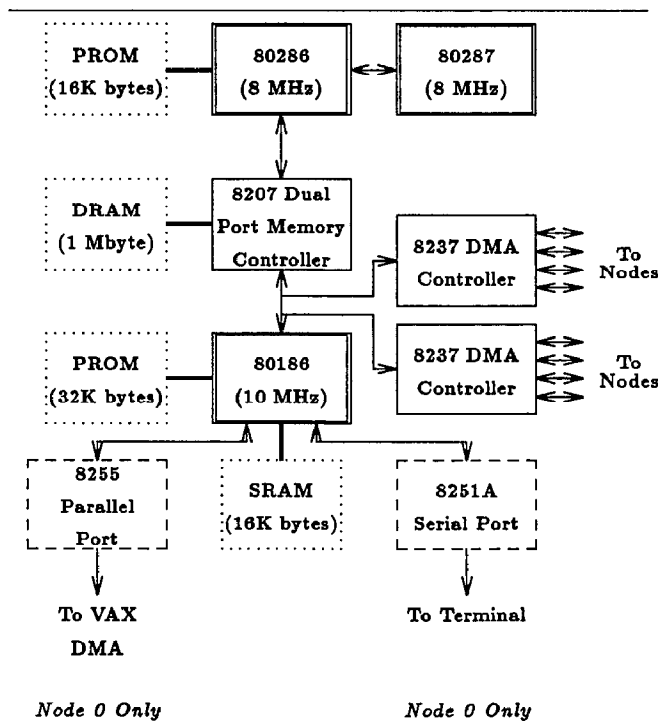 PROM
(16K bytes)
80286
(8 MHz)
80287
(8 MHz)
DRAM
(1 Mbyte)
8207 Dual
Port Memory
Controller
8237 DMA
Controller
To
Nodes
PROM
(32K bytes)
80186
(10 MHz)
8237 DMA
Controller
To
Nodes
8255
Parallel
Port
SRAM
(16K bytes)
8251A
Serial Port
To VAX
DMA
To Terminal
Node 0 Only
Node 0 Only